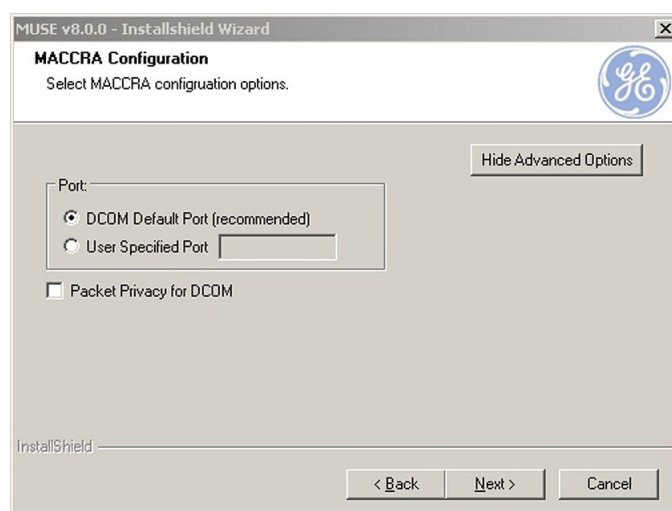 MUSE v8.0.0 - Installshield Wizard
MACCRA Configuration
Select MACCRA configruation options.
GE
Hide Advanced Options
Port:
DCOM Default Port (recommended)
User Specified Port
Packet Privacy for DCOM
InstallShield
< Back
Next >
Cancel